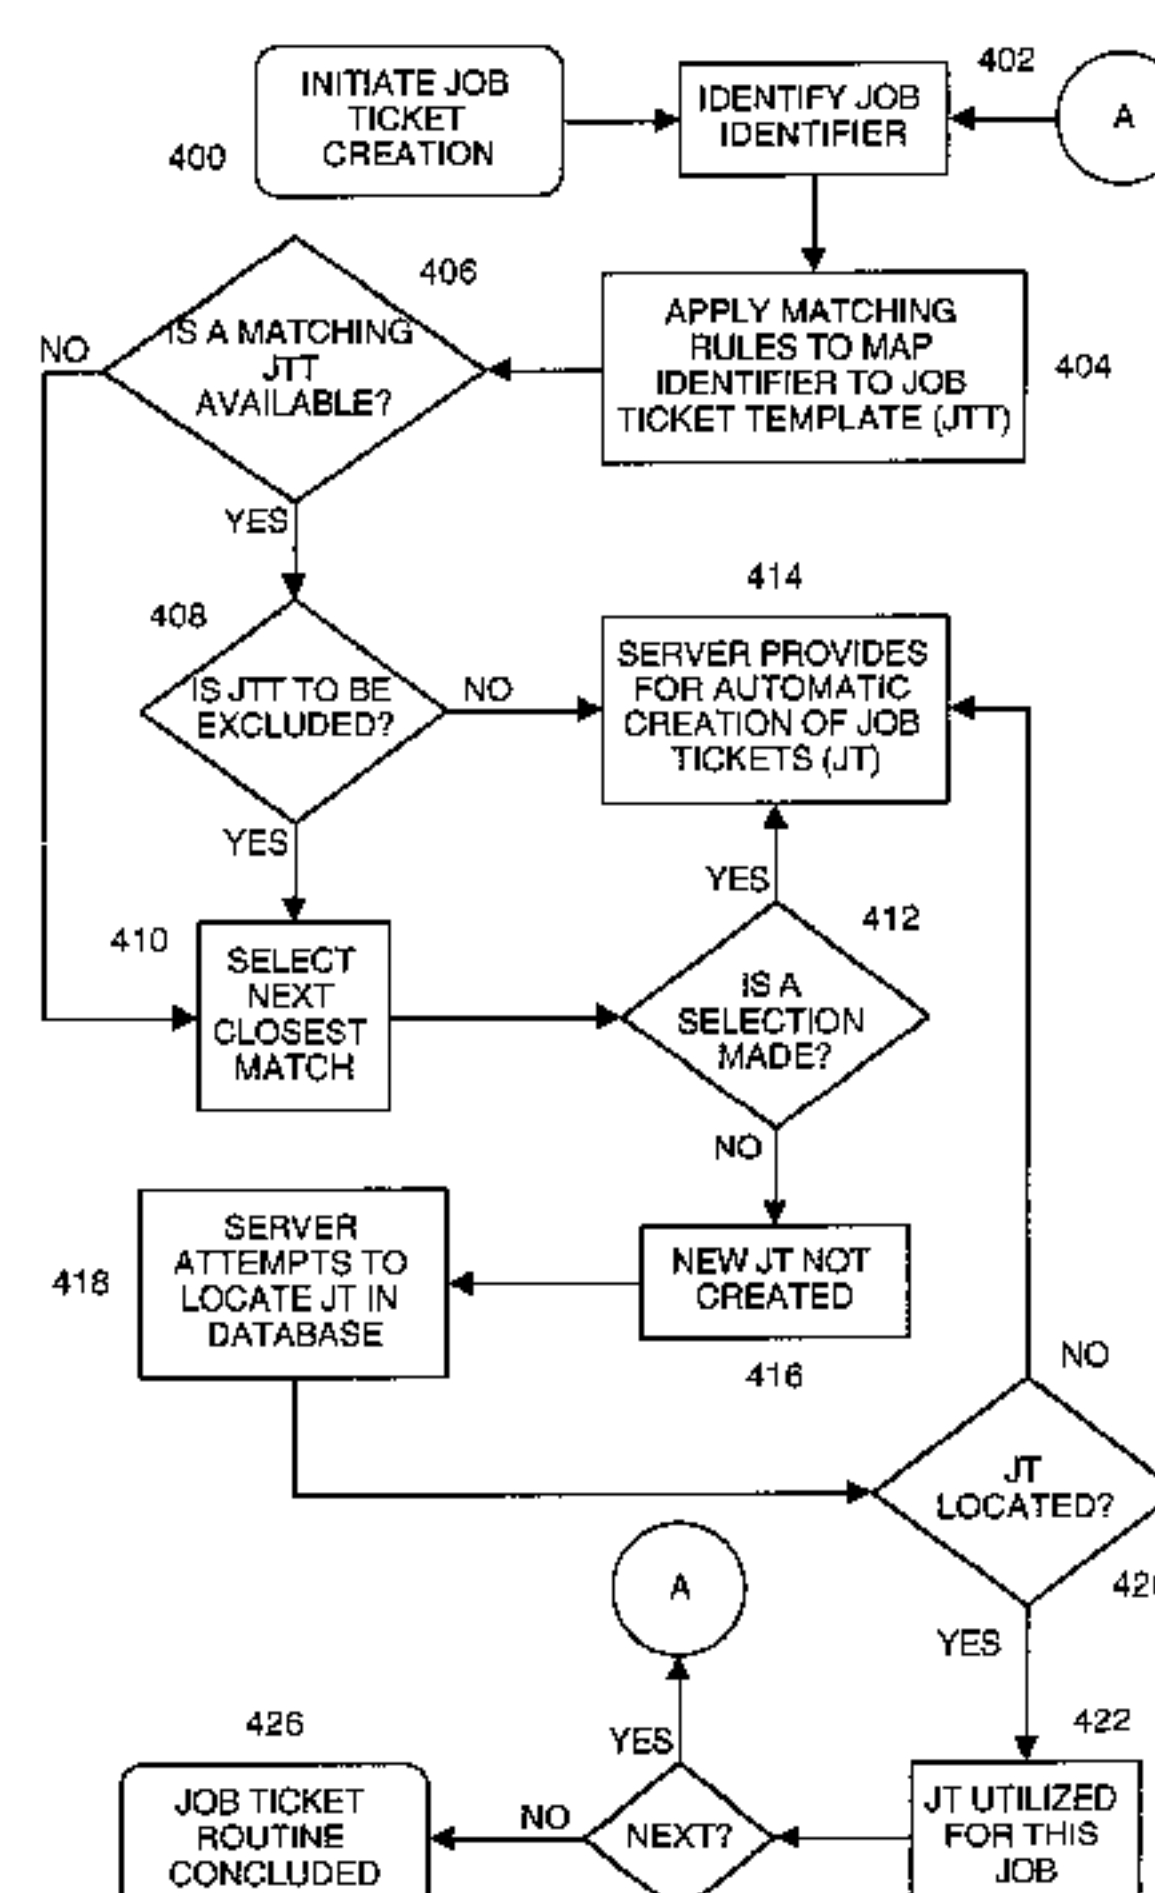 INITIATE JOB
TICKET
CREATION
400
IDENTIFY JOB
IDENTIFIER
402
A
APPLY MATCHING
RULES TO MAP
IDENTIFIER TO JOB
TICKET TEMPLATE (JTT)
404
406
IS A MATCHING
JTT
AVAILABLE?
NO
YES
408
IS JTT TO BE
EXCLUDED?
NO
YES
414
SERVER PROVIDES
FOR AUTOMATIC
CREATION OF JOB
TICKETS (JT)
YES
410
SELECT
NEXT
CLOSEST
MATCH
412
IS A
SELECTION
MADE?
NO
NEW JT NOT
CREATED
416
SERVER
ATTEMPTS TO
LOCATE JT IN
DATABASE
418
NO
JT
LOCATED?
YES
422
JT UTILIZED
FOR THIS
JOB
A
YES
NEXT?
NO
426
JOB TICKET
ROUTINE
CONCLUDED